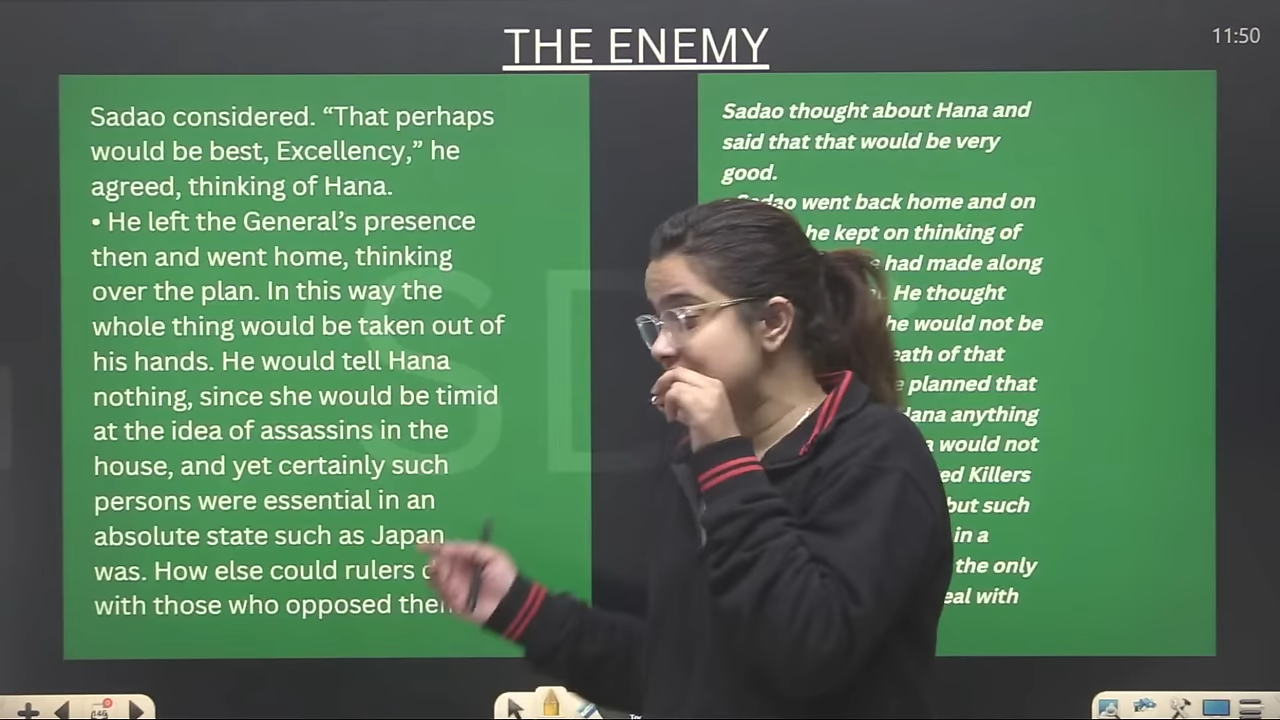 THE ENEMY
11:50
Sadao considered. “That perhaps
would be best, Excellency,” he
agreed, thinking of Hana.
• He left the General’s presence
then and went home, thinking
over the plan. In this way the
whole thing would be taken out of
his hands. He would tell Hana
nothing, since she would be timid
at the idea of assassins in the
house, and yet certainly such
persons were essential in an
absolute state such as Japan
was. How else could rulers
with those who opposed
Sadao thought about Hana and
said that that would be very
good.
Sadao went back home and on
he kept on thinking of
had made along
He thought
he would not be
that
planned that
Hana anything
would not
Killers
but such
in a
the only
with